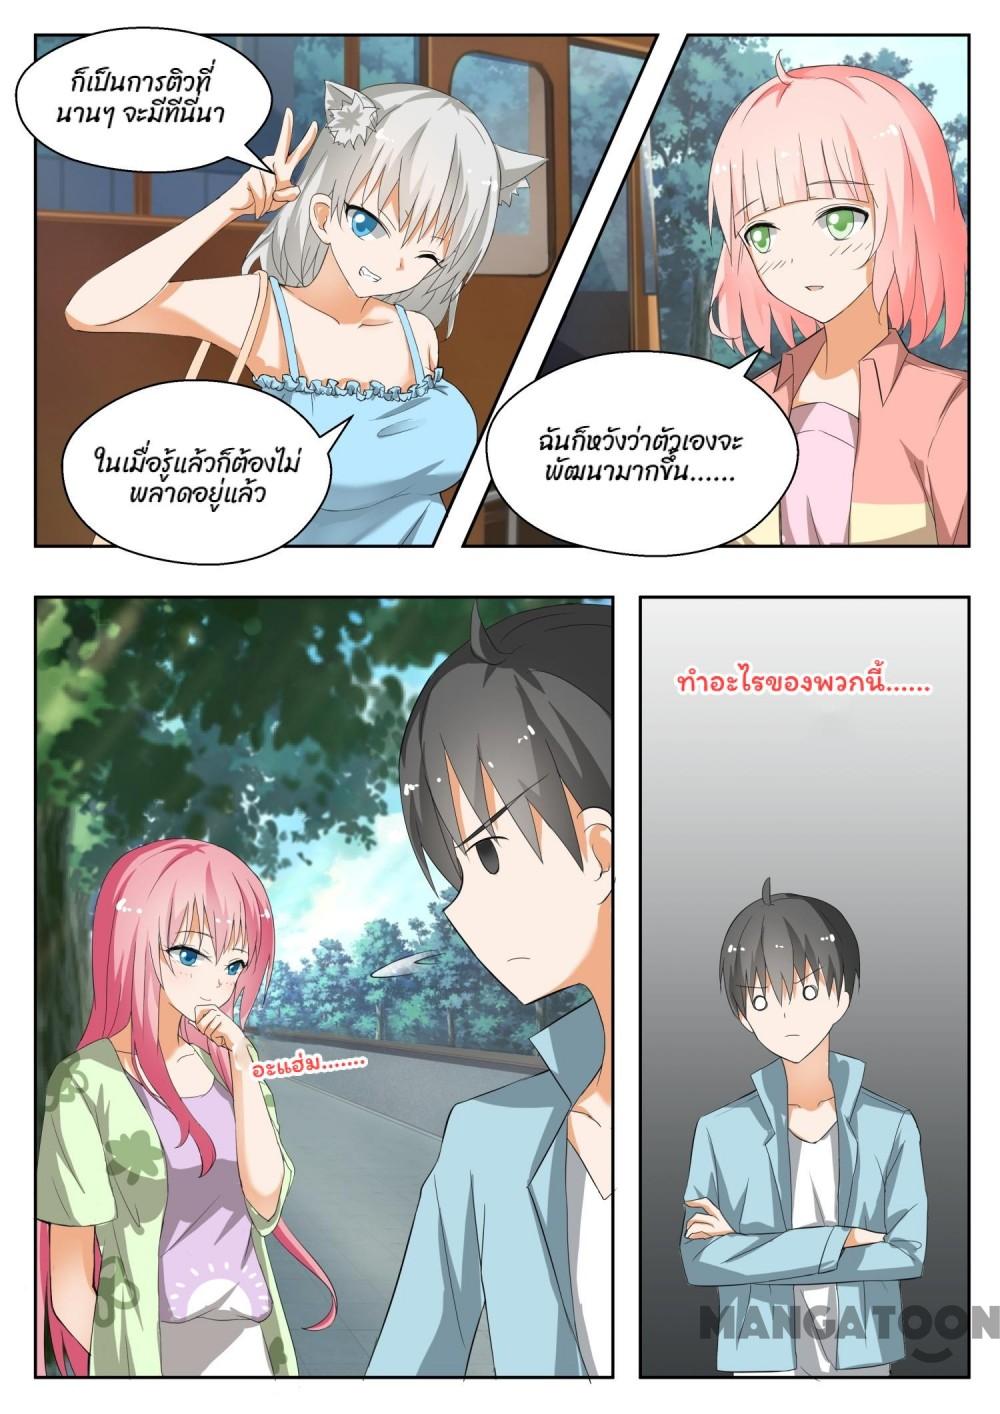 ก็เป็นการติวที่
นานๆ จะมีทีนี่นา
ในเมื่อรู้แล้วก็ต้องไม่
พลาดอยู่แล้ว
ฉันก็หวังว่าตัวเองจะ
พัฒนามากขึ้น......
อะแฮ่ม.......
ทำอะไรของพวกนี้......
MANGATOON